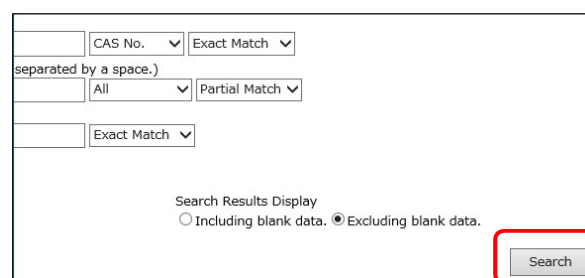 CAS No. Exact Match
separated by a space.)
All Partial Match
Exact Match
Search Results Display
Including blank data. Excluding blank data.
Search